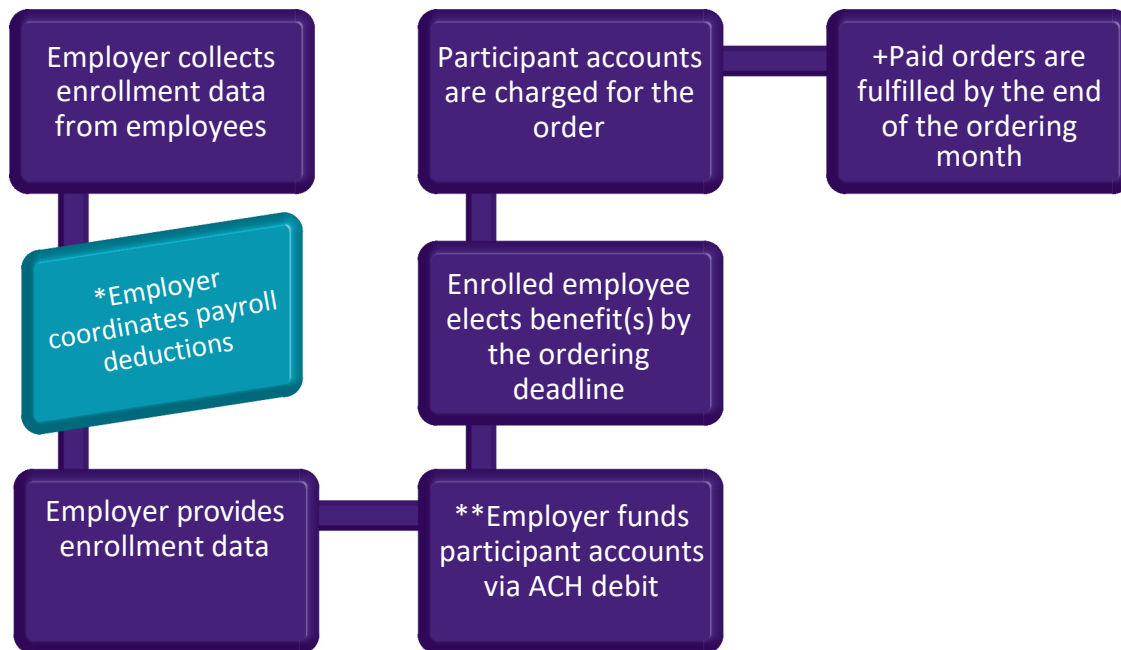 Employer collects
enrollment data
from employees
*Employer
coordinates payroll
deductions
Employer provides
enrollment data
**Employer funds
participant accounts
via ACH debit
Enrolled employee
elects benefit(s) by
the ordering
deadline
Participant accounts
are charged for the
order
+Paid orders are
fulfilled by the end
of the ordering
month